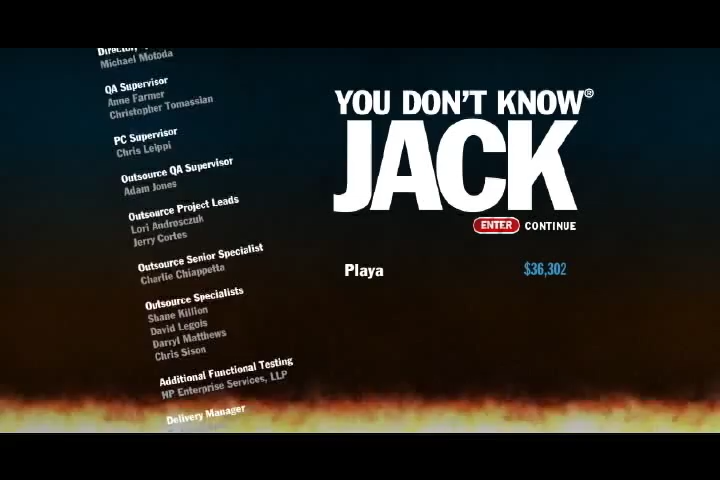 Michael Motoda
QA Supervisor
Anne Farmer
Christopher Tomassian
PC Supervisor
Chris Leippi
Outsource QA Supervisor
Adam Jones
Outsource Project Leads
Lori Androsczuk
Jerry Cortes
Outsource Senior Specialist
Charlie Chiappetta
Outsource Specialists
Shane Killion
David Legois
Darryl Matthews
Chris Sison
Additional Functional Testing
HP Enterprise Services, LLP
Delivery Manager
YOU DON'T KNOW®
JACK
ENTER CONTINUE
Playa $36,302